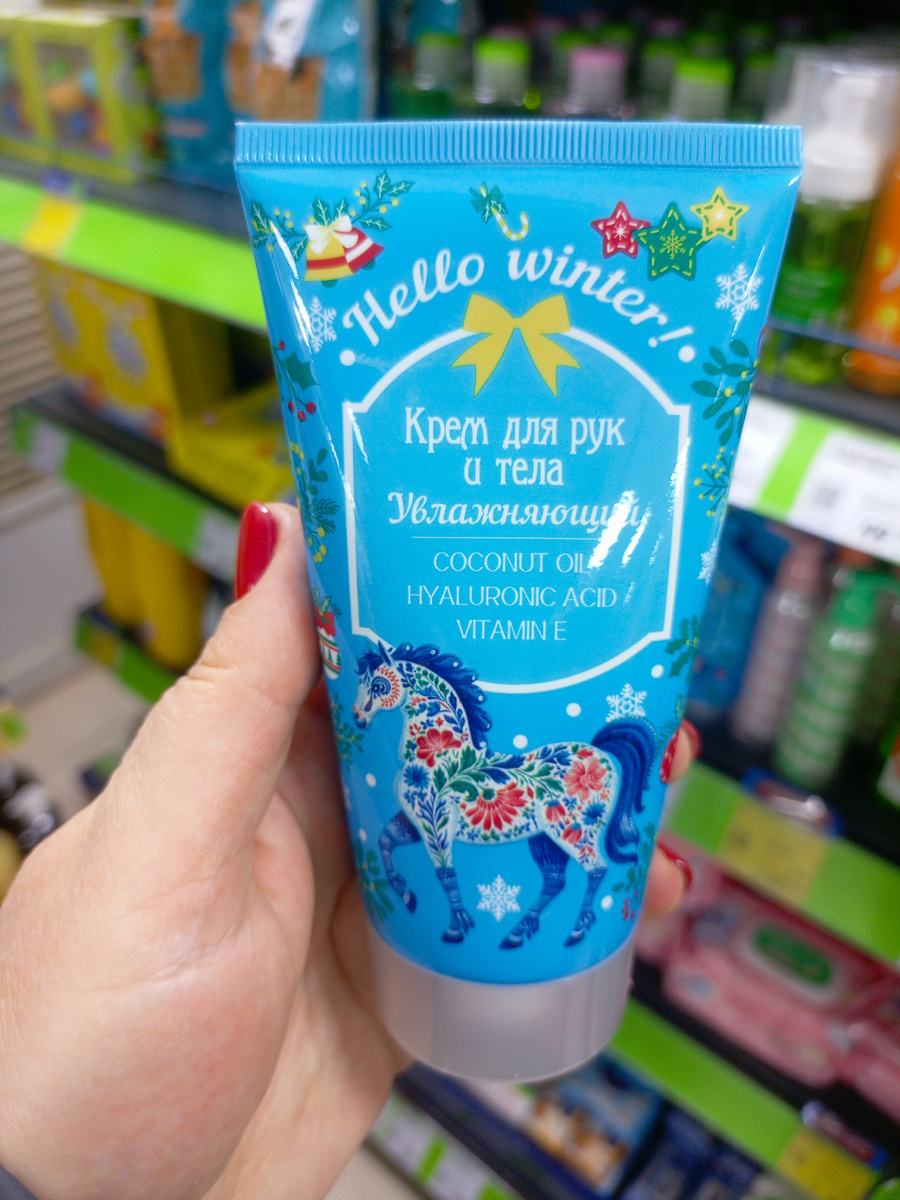 Hello winter!
Крем для рук
и тела
Увлажняющий
COCONUT OIL
HYALURONIC ACID
VITAMIN E